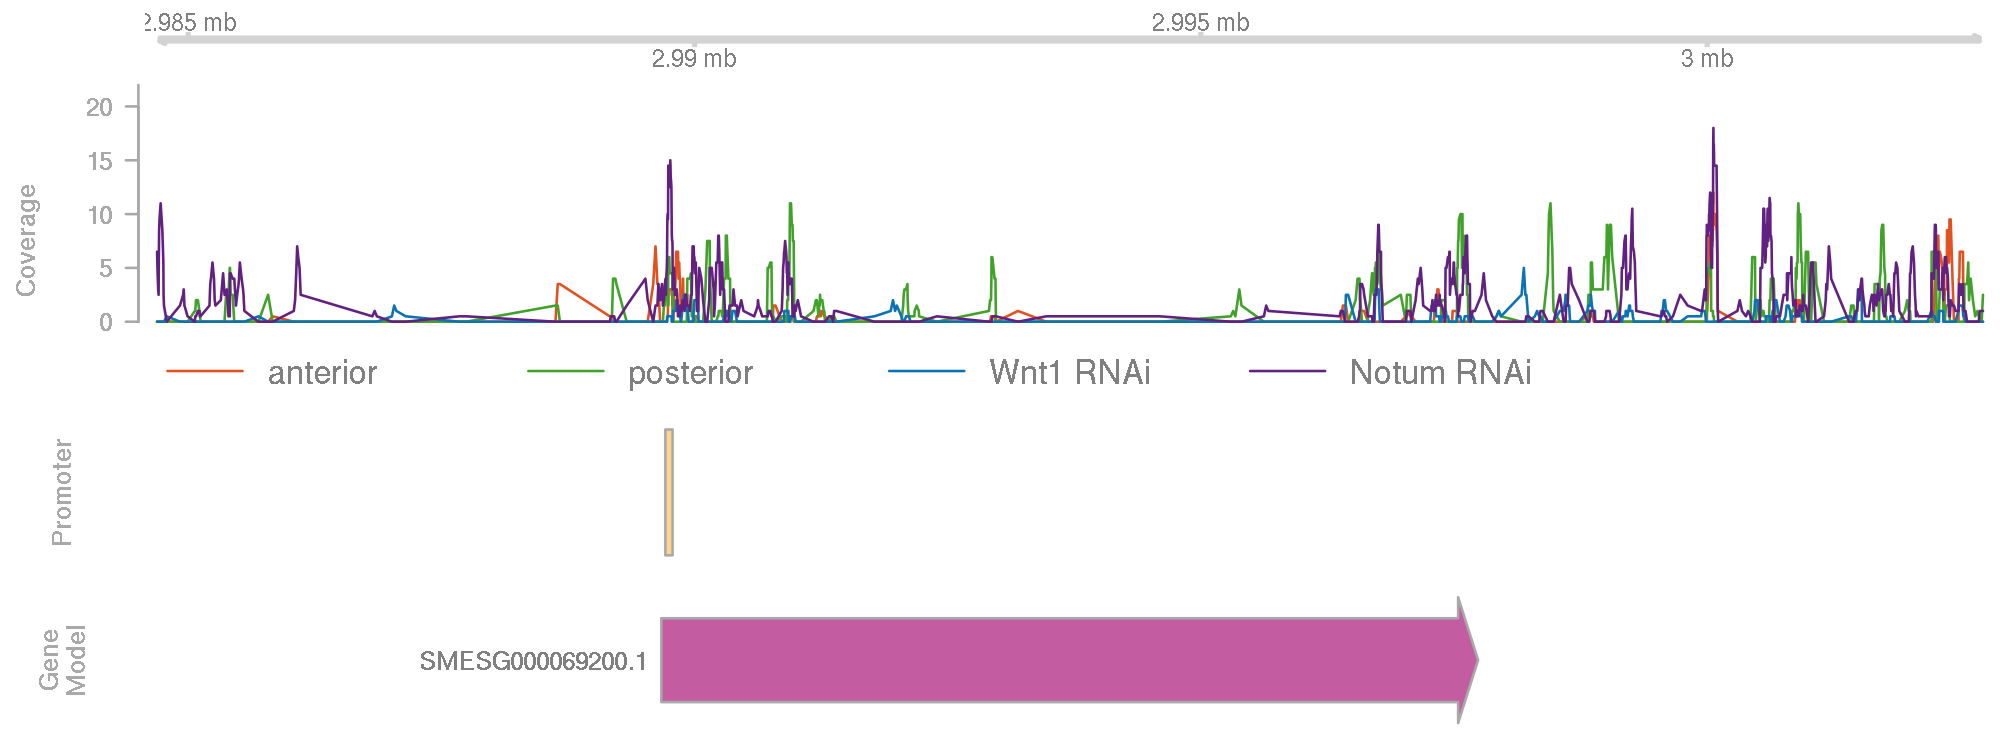 2.985 mb
2.995 mb
2.99 mb
3 mb
Coverage
20
15
10
5
0
anterior posterior Wnt1 RNAi Notum RNAi
Promoter
Gene
Model
SMESG000069200.1